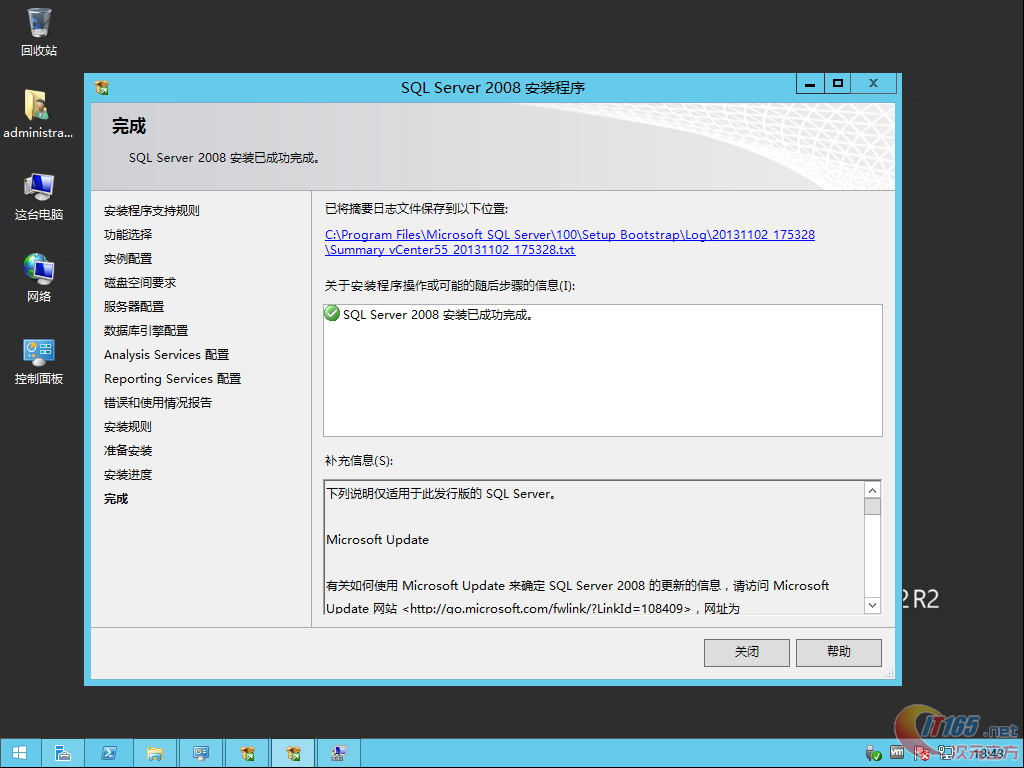 回收站
administra...
这台电脑
网络
控制面板
SQL Server 2008 安装程序
完成
SQL Server 2008 安装已成功完成。
安装程序支持规则
功能选择
实例配置
磁盘空间要求
服务器配置
数据库引擎配置
Analysis Services 配置
Reporting Services 配置
错误和使用情况报告
安装规则
准备安装
安装进度
完成
已将摘要日志文件保存到以下位置:
C:\Program Files\Microsoft SQL Server\100\Setup Bootstrap\Log\20131102_175328
\Summary_vCenter55_20131102_175328.txt
关于安装程序操作或可能的随后步骤的信息(I):
SQL Server 2008 安装已成功完成。
补充信息(S):
下列说明仅适用于此发行版的 SQL Server。
Microsoft Update
有关如何使用 Microsoft Update 来确定 SQL Server 2008 的更新的信息，请访问 Microsoft
Update 网站 <http://go.microsoft.com/fwlink/?LinkId=108409>，网址为
关闭
帮助
2 R2
IT165.net
vm
18:43